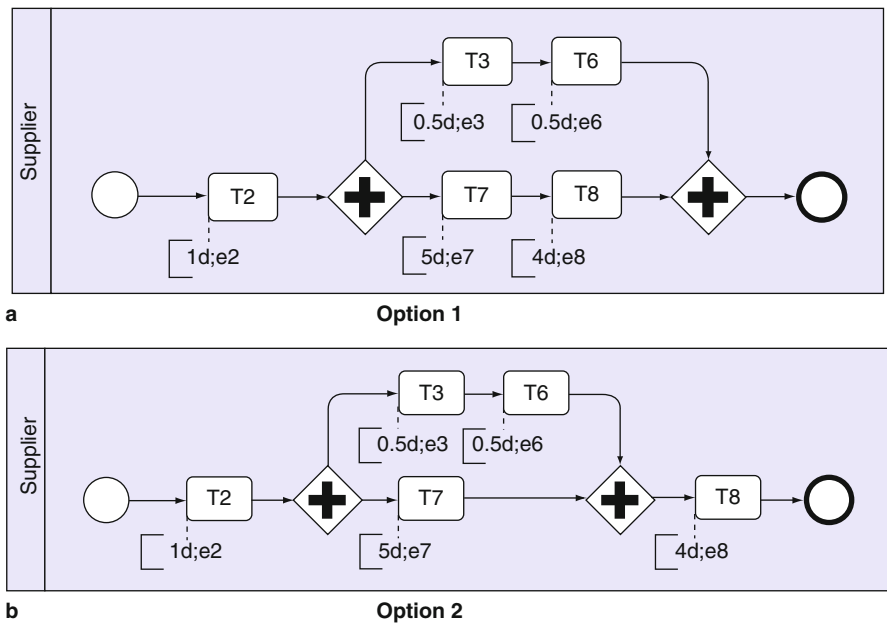 Supplier
T3
T6
0.5d;e3
0.5d;e6
T2
T7
T8
1d;e2
5d;e7
4d;e8
a
Option 1
Supplier
T3
T6
0.5d;e3
0.5d;e6
T2
T7
T8
1d;e2
5d;e7
4d;e8
b
Option 2